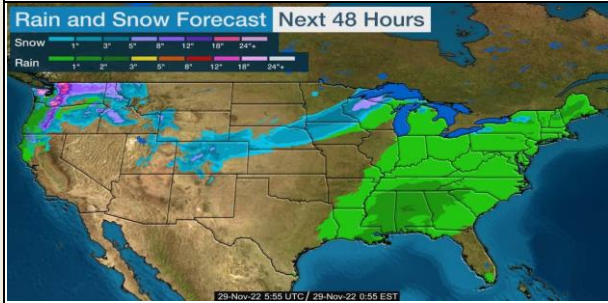 Rain and Snow Forecast Next 48 Hours
Snow
1" 3" 5" 8" 12" 18" 24"+
Rain
1" 2" 3" 5" 8" 12" 18" 24"+
29-Nov-22 5:55 UTC / 29-Nov-22 0:55 EST